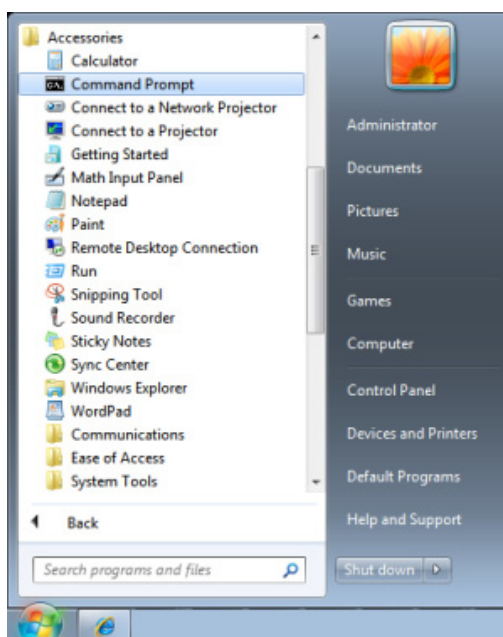 Accessories
Calculator
Command Prompt
Connect to a Network Projector
Connect to a Projector
Getting Started
Math Input Panel
Notepad
Paint
Remote Desktop Connection
Run
Snipping Tool
Sound Recorder
Sticky Notes
Sync Center
Windows Explorer
WordPad
Communications
Ease of Access
System Tools
Back
Search programs and files
Administrator
Documents
Pictures
Music
Games
Computer
Control Panel
Devices and Printers
Default Programs
Help and Support
Shut down